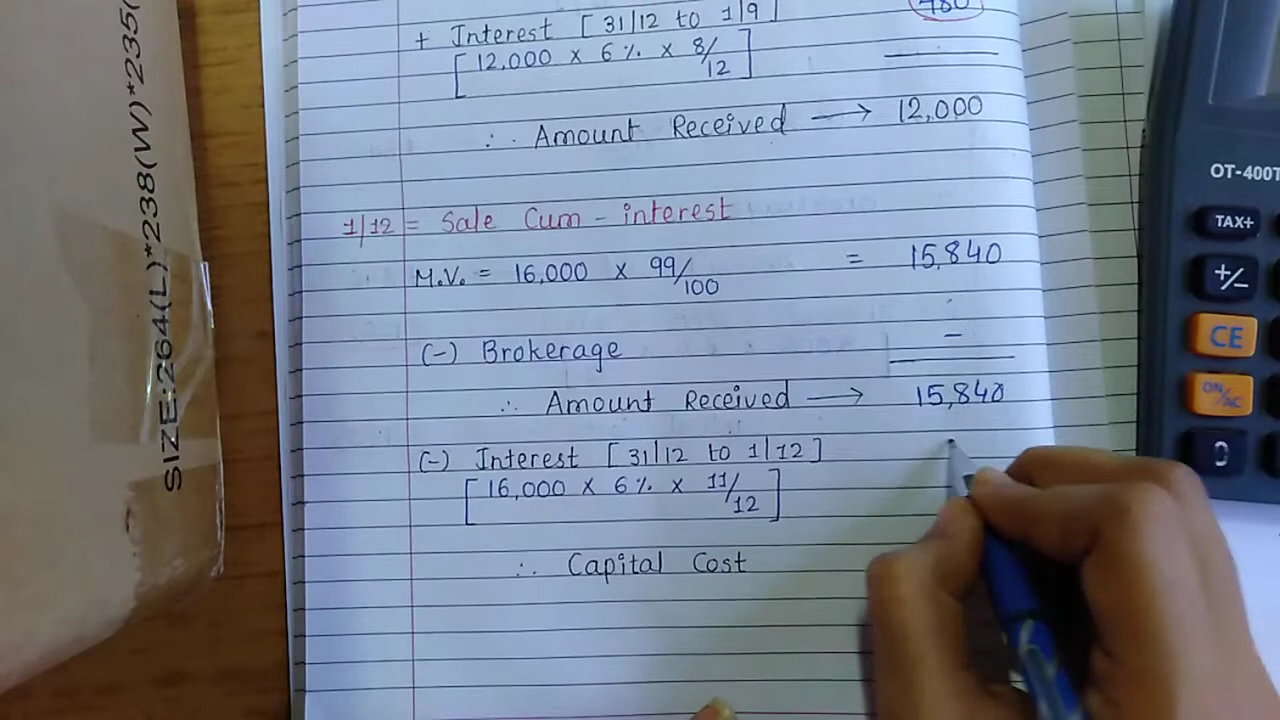 + Interest [ 31/12 to 1/9 ] 480
[ 12,000 x 6 % x 8/12 ]
∴ Amount Received → 12,000
1/12 = Sale Cum - interest
M.V. = 16,000 x 99/100 = 15,840
(-) Brokerage -
∴ Amount Received → 15,840
(-) Interest [ 31/12 to 1/12 ]
[ 16,000 x 6 % x 11/12 ]
∴ Capital Cost
SIZE:264(L)*238(W)*235(
OT-400T
TAX+
+/-
CE
ON/AC
0